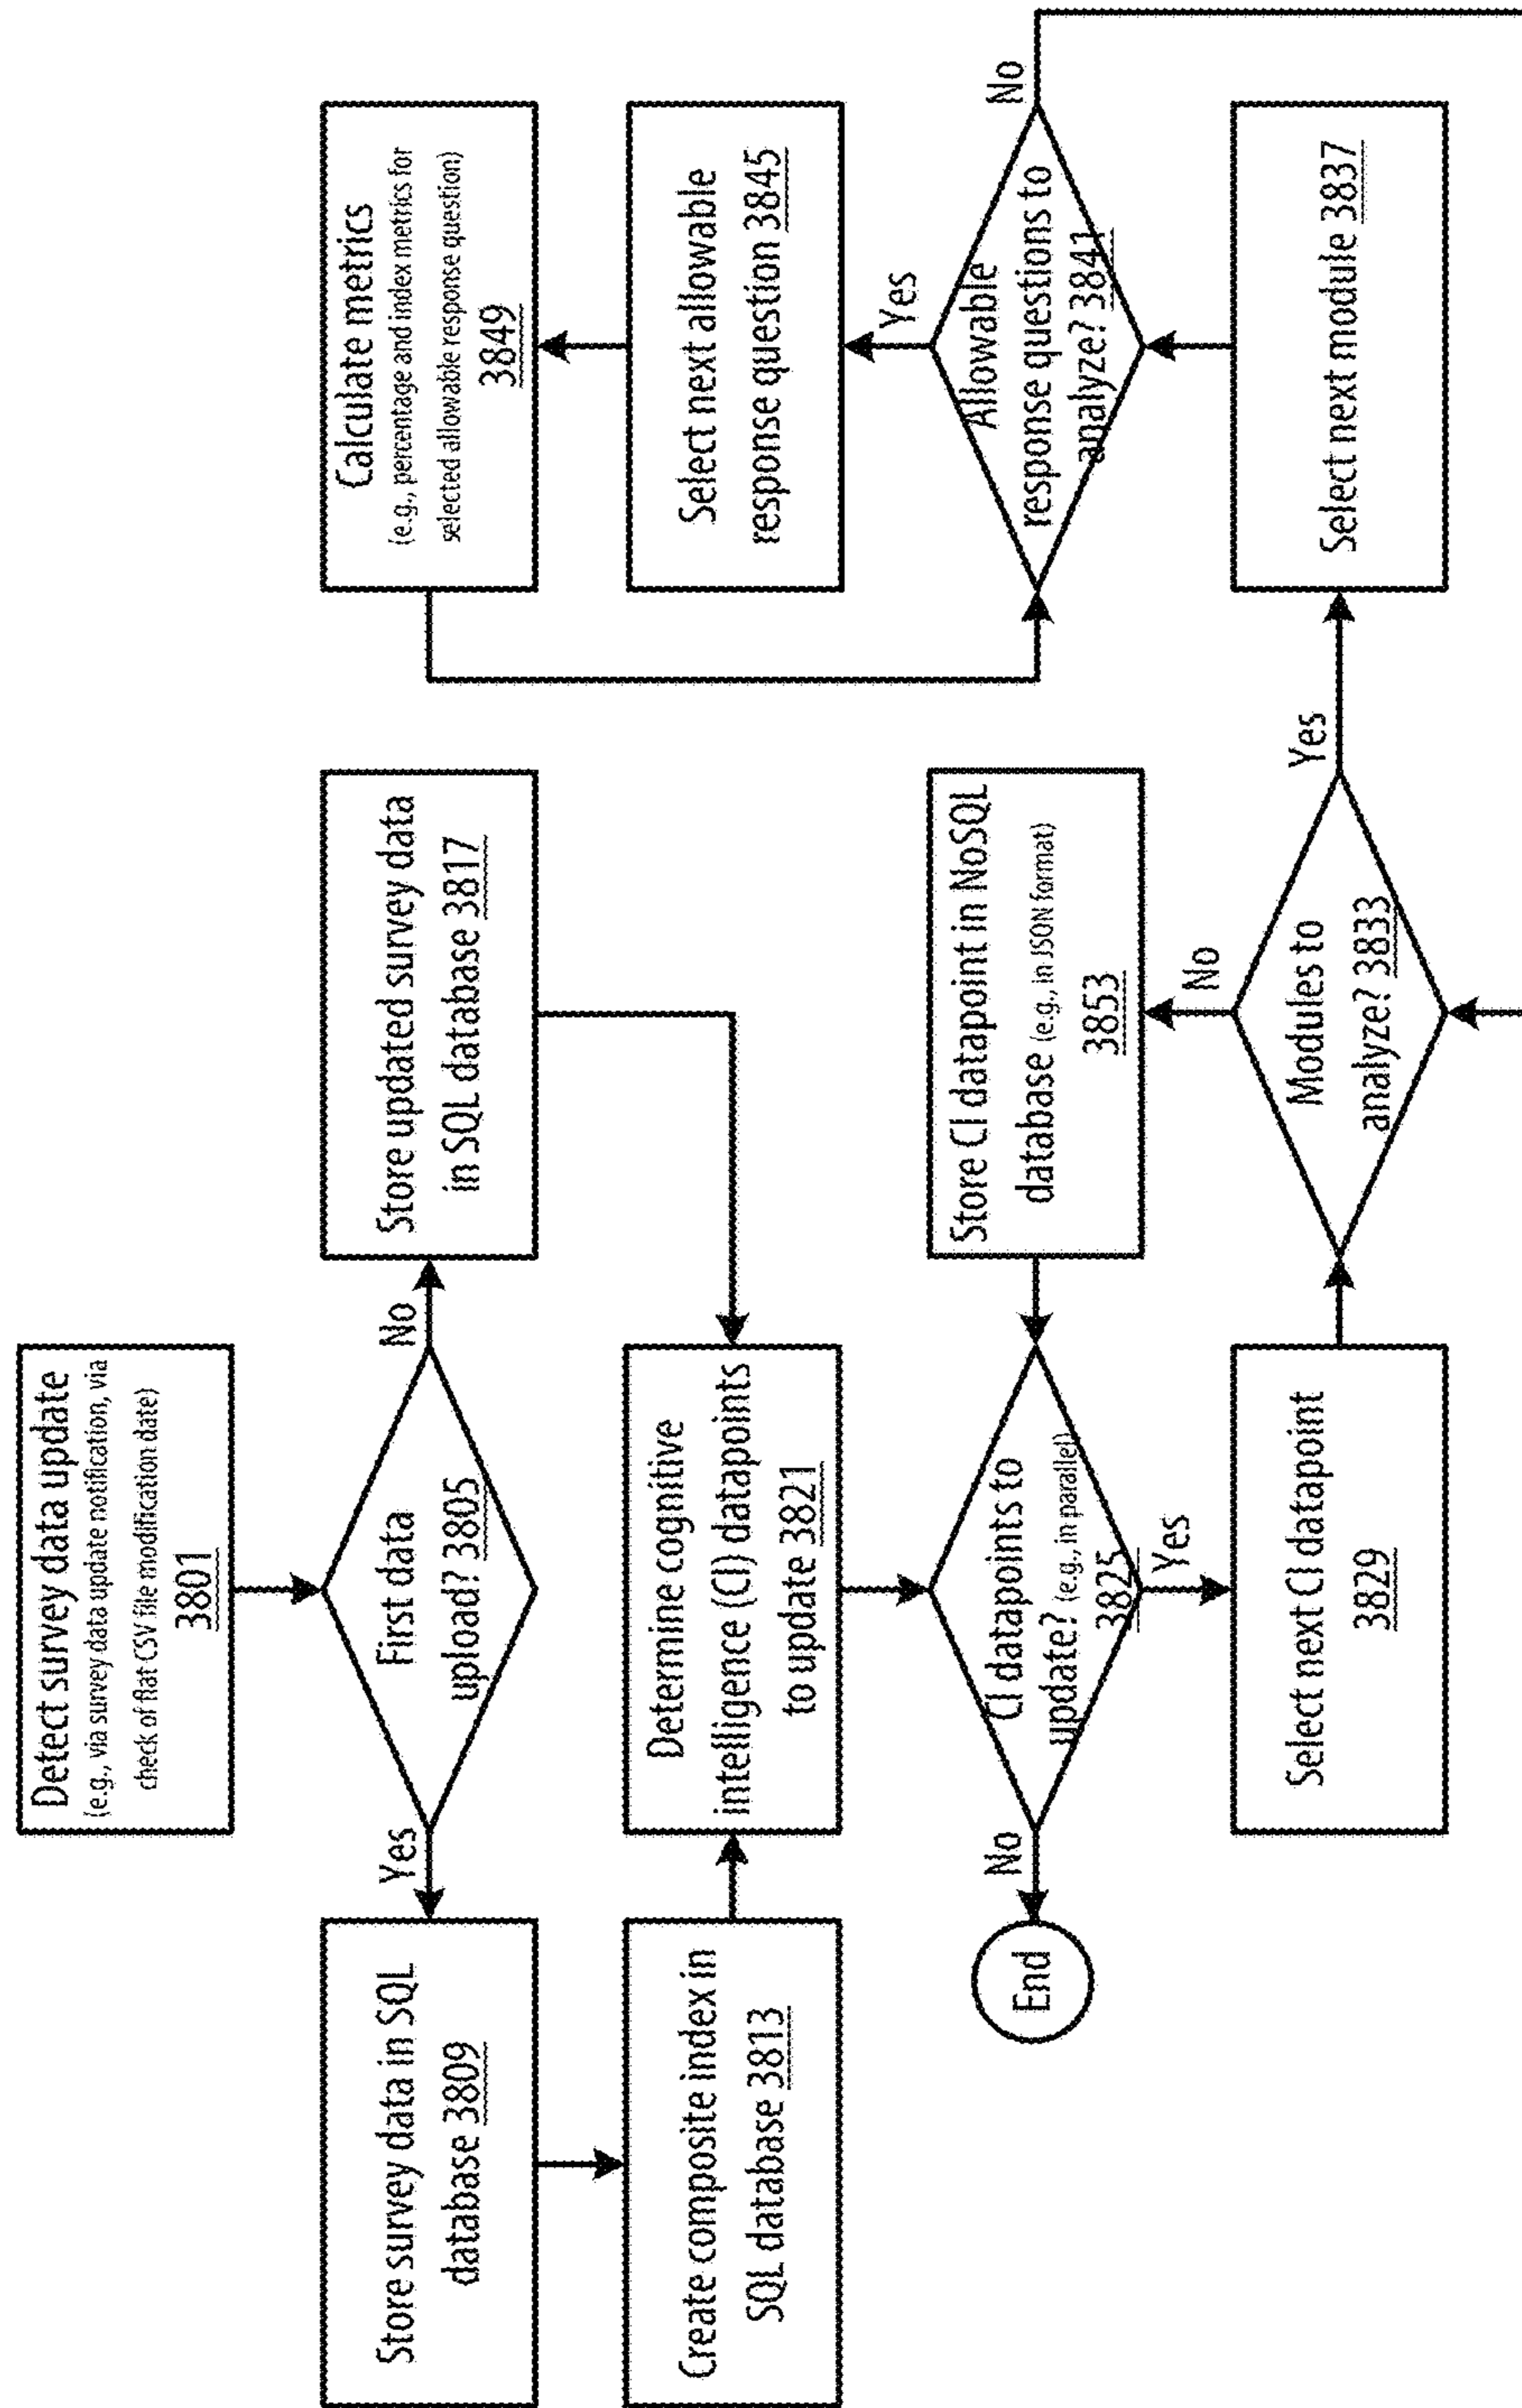 Detect survey data update
(e.g., via survey data update notification, via
check of flat CSV file modification date)
3801
First data
upload? 3805
Yes
No
Store survey data in SQL
database 3809
Store updated survey data
in SQL database 3817
Create composite index in
SQL database 3813
Determine cognitive
intelligence (CI) datapoints
to update 3821
CI datapoints to
update? (e.g., in parallel)
3825
No
End
Yes
Select next CI datapoint
3829
Modules to
analyze? 3833
No
Store CI datapoint in NoSQL
database (e.g., in JSON format)
3853
Yes
Select next module 3837
Allowable
response questions to
analyze? 3841
No
Yes
Select next allowable
response question 3845
Calculate metrics
(e.g., percentage and index metrics for
selected allowable response question)
3849